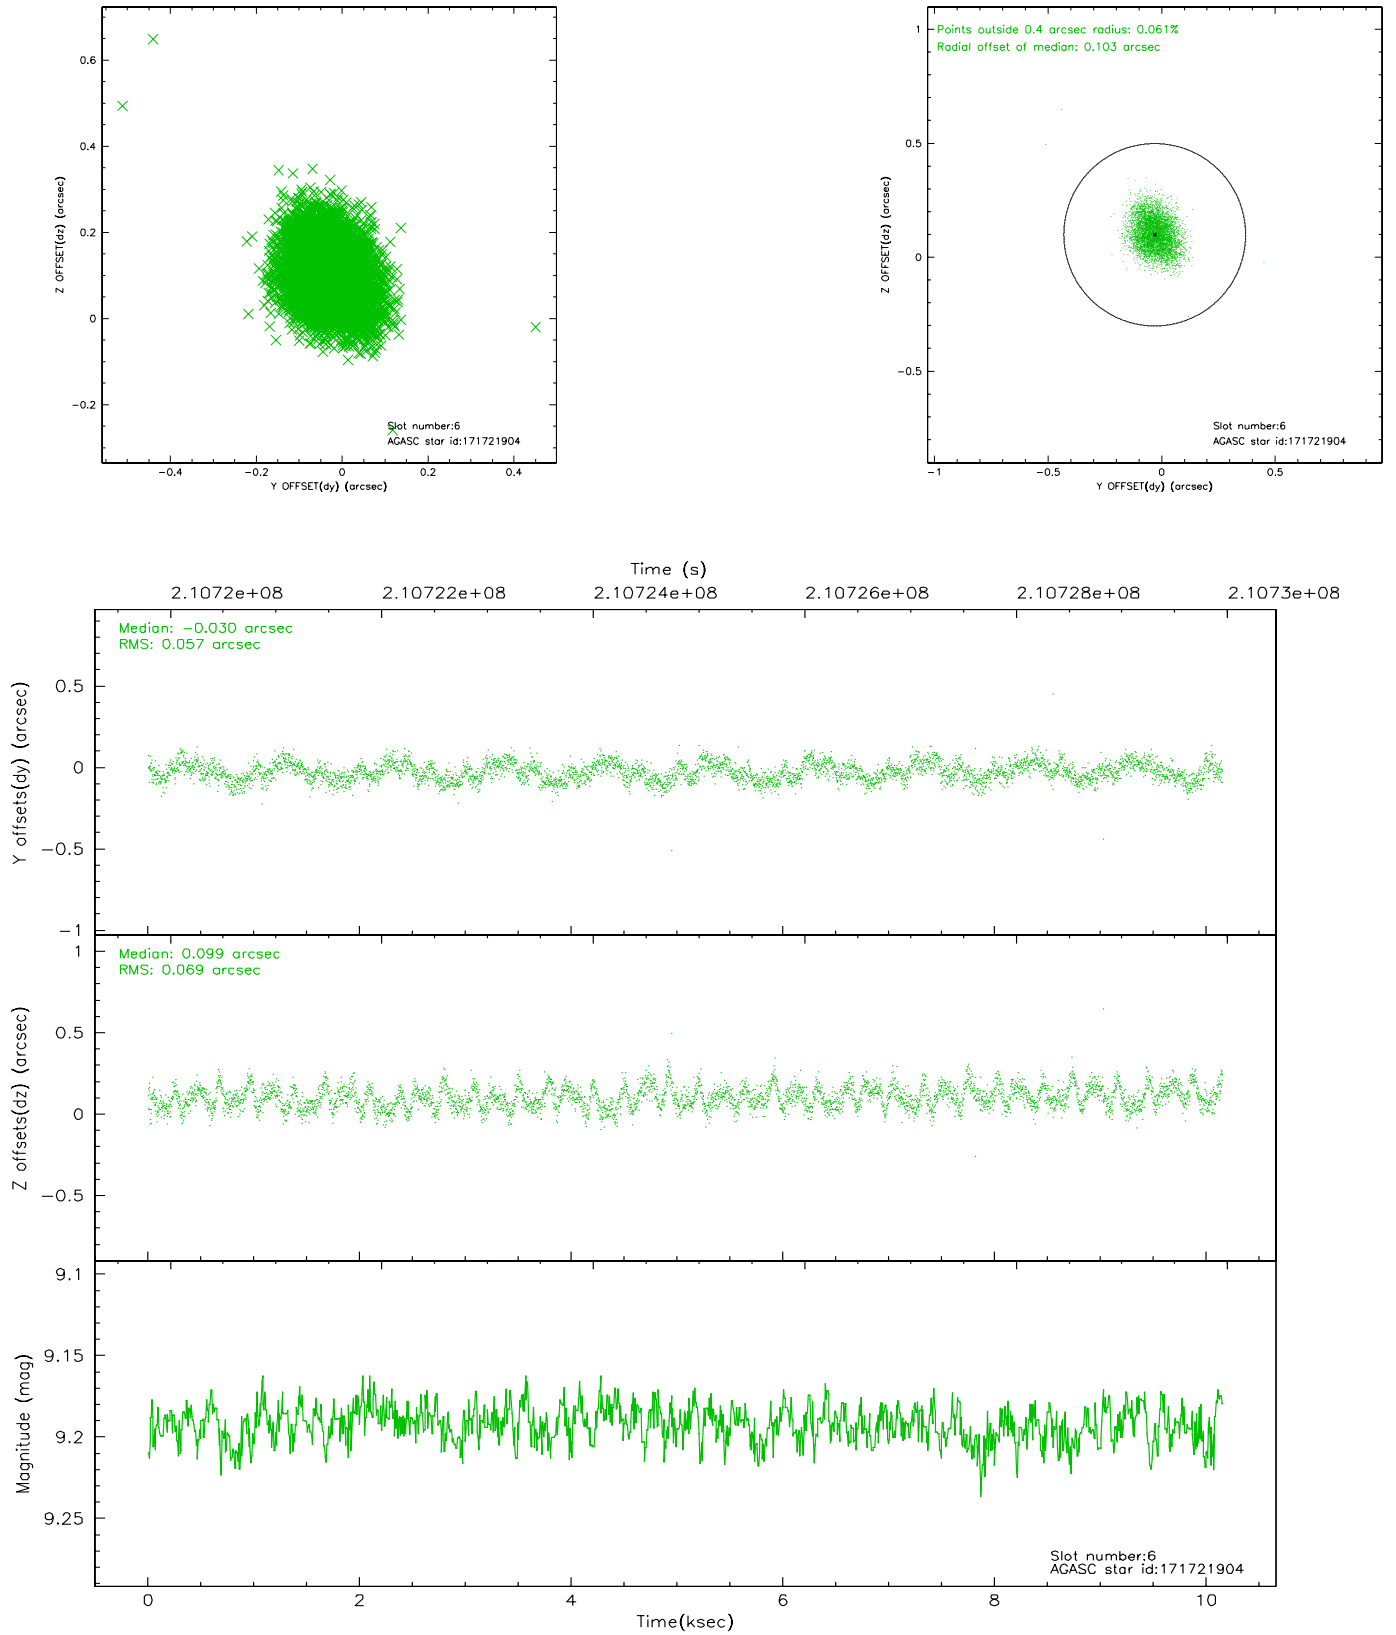 0.6
0.4
0.2
0
−0.2
Z OFFSET(dz) (arcsec)
Slot number:6
AGASC star id:171721904
−0.4 −0.2 0 0.2 0.4
Y OFFSET(dy) (arcsec)
Points outside 0.4 arcsec radius: 0.061%
Radial offset of median: 0.103 arcsec
1
0.5
0
−0.5
Z OFFSET(dz) (arcsec)
Slot number:6
AGASC star id:171721904
−1 −0.5 0 0.5
Y OFFSET(dy) (arcsec)
Time (s)
2.1072e+08 2.10722e+08 2.10724e+08 2.10726e+08 2.10728e+08 2.1073e+08
Median: −0.030 arcsec
RMS: 0.057 arcsec
0.5
0
−0.5
−1
Y offsets(dy) (arcsec)
Median: 0.099 arcsec
RMS: 0.069 arcsec
1
0.5
0
−0.5
Z offsets(dz) (arcsec)
9.1
9.15
9.2
9.25
Magnitude (mag)
Slot number:6
AGASC star id:171721904
0 2 4 6 8 10
Time(ksec)